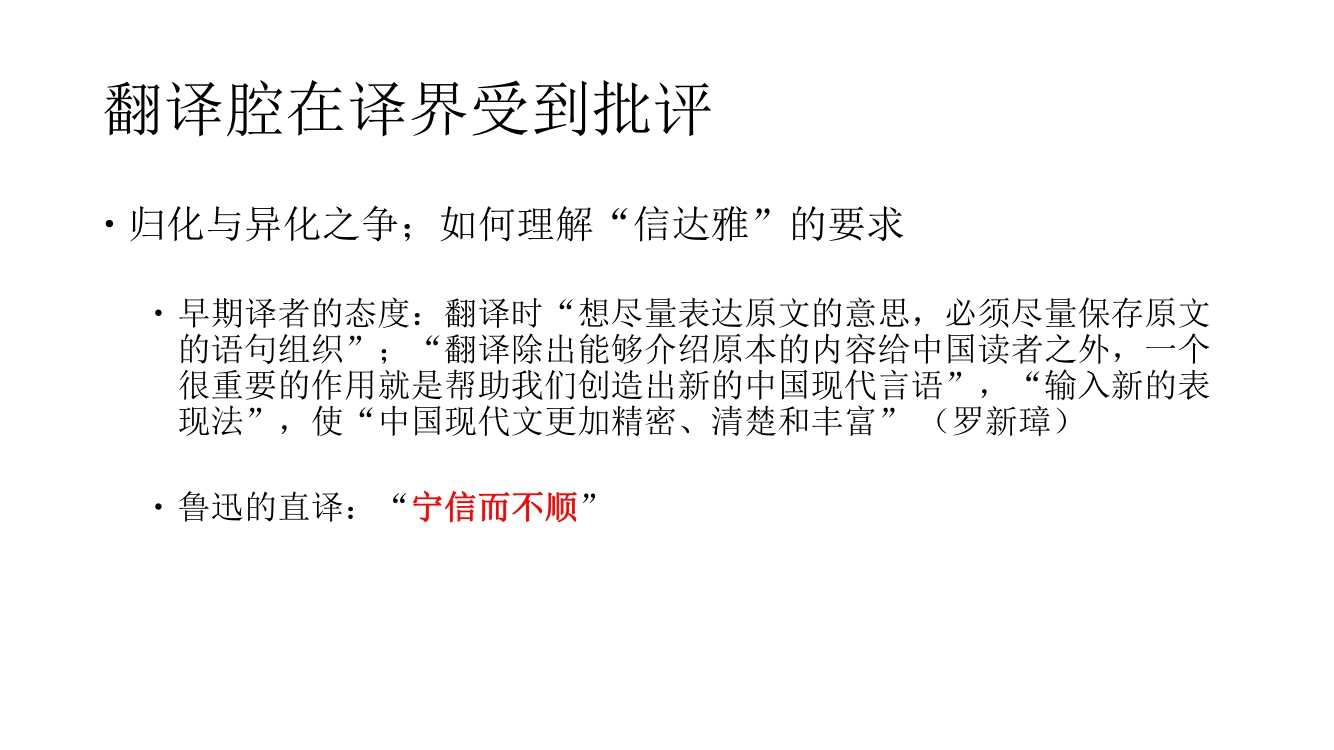 翻译腔在译界受到批评
• 归化与异化之争；如何理解“信达雅”的要求
• 早期译者的态度：翻译时“想尽量表达原文的意思，必须尽量保存原文
的语句组织”；“翻译除出能够介绍原本的内容给中国读者之外，一个
很重要的作用就是帮助我们创造出新的中国现代言语”，“输入新的表
现法”，使“中国现代文更加精密、清楚和丰富”（罗新璋）
• 鲁迅的直译：“宁信而不顺”